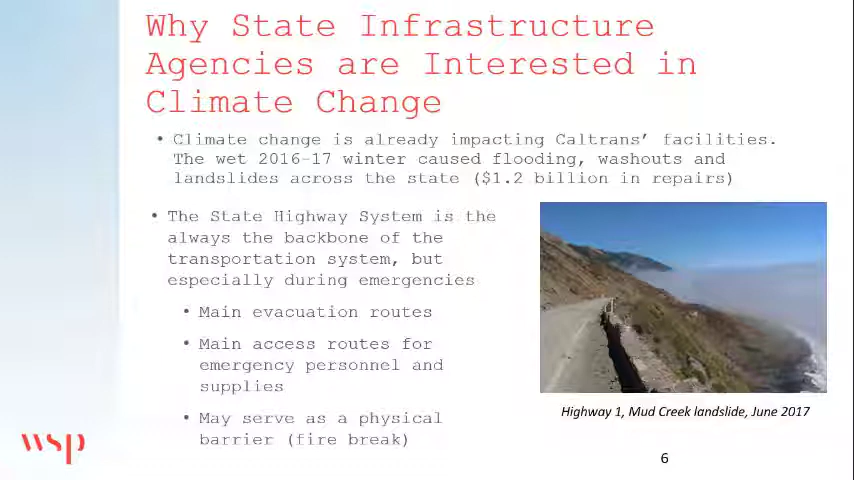 Why State Infrastructure
Agencies are Interested in
Climate Change
• Climate change is already impacting Caltrans’ facilities.
The wet 2016-17 winter caused flooding, washouts and
landslides across the state ($1.2 billion in repairs)
• The State Highway System is the
always the backbone of the
transportation system, but
especially during emergencies
• Main evacuation routes
• Main access routes for
emergency personnel and
supplies
• May serve as a physical
barrier (fire break)
Highway 1, Mud Creek landslide, June 2017
wsp
6